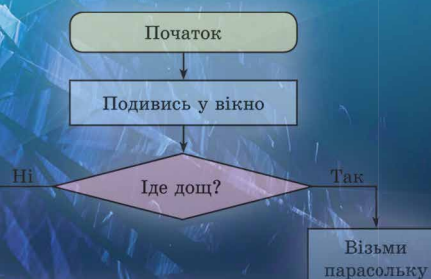 Початок
Подивись у вікно
Ні
Іде дощ?
Так
Візьми
парасольку